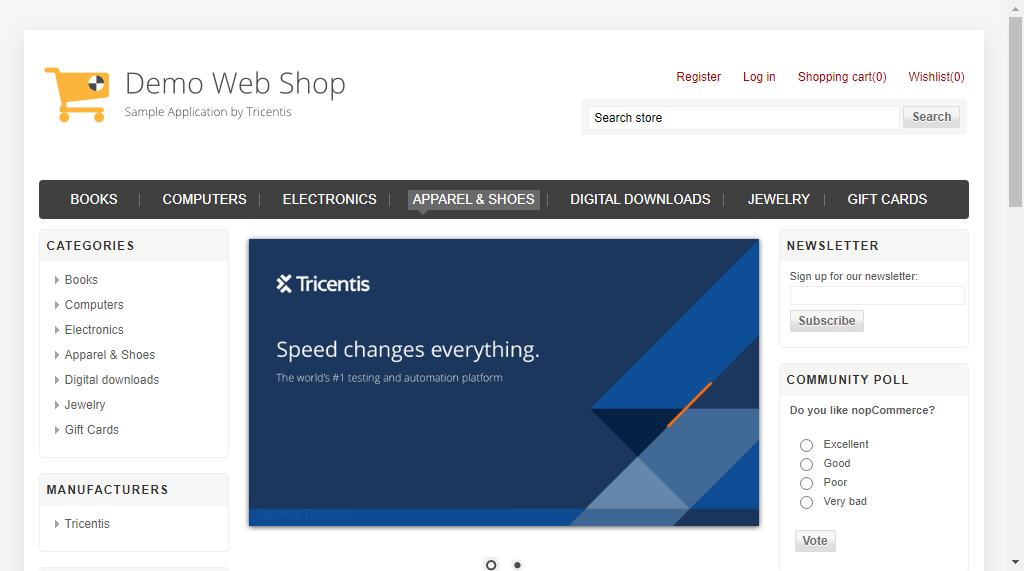 Demo Web Shop
Sample Application by Tricentis
Register Log in Shopping cart(0) Wishlist(0)
Search store Search
BOOKS COMPUTERS ELECTRONICS APPAREL & SHOES DIGITAL DOWNLOADS JEWELRY GIFT CARDS
CATEGORIES
Books
Computers
Electronics
Apparel & Shoes
Digital downloads
Jewelry
Gift Cards
MANUFACTURERS
Tricentis
Tricentis
Speed changes everything.
The world's #1 testing and automation platform
NEWSLETTER
Sign up for our newsletter:
Subscribe
COMMUNITY POLL
Do you like nopCommerce?
Excellent
Good
Poor
Very bad
Vote